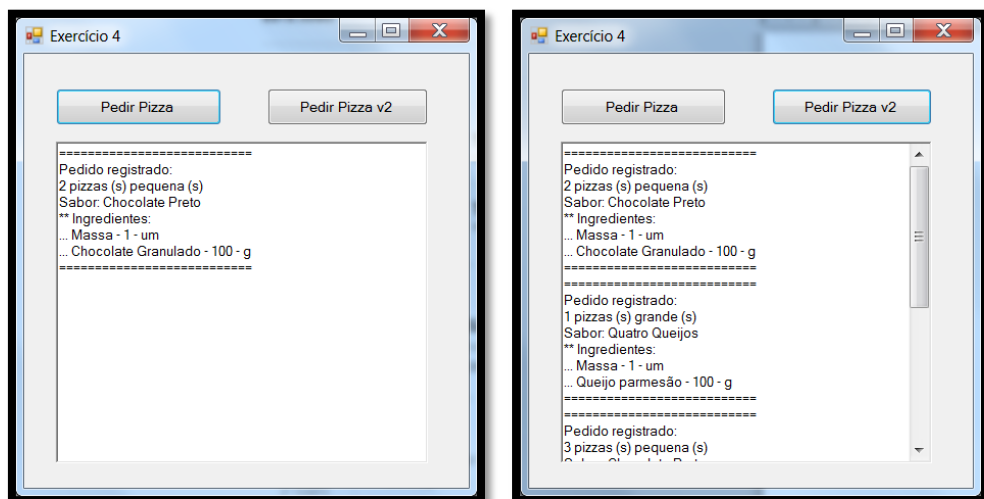 Exercício 4
Pedir Pizza
Pedir Pizza v2
===========================
Pedido registrado:
2 pizzas (s) pequena (s)
Sabor: Chocolate Preto
** Ingredientes:
... Massa - 1 - um
... Chocolate Granulado - 100 - g
===========================
Exercício 4
Pedir Pizza
Pedir Pizza v2
===========================
Pedido registrado:
2 pizzas (s) pequena (s)
Sabor: Chocolate Preto
** Ingredientes:
... Massa - 1 - um
... Chocolate Granulado - 100 - g
===========================
===========================
Pedido registrado:
1 pizzas (s) grande (s)
Sabor: Quatro Queijos
** Ingredientes:
... Massa - 1 - um
... Queijo parmesão - 100 - g
===========================
===========================
Pedido registrado:
3 pizzas (s) pequena (s)